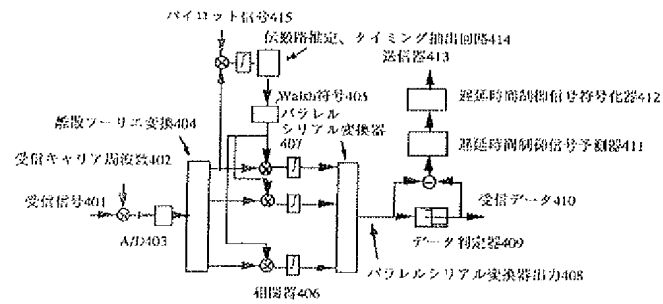 パイロット信号415
伝搬路推定、タイミング抽出回路414
送信器
413
Walsh符号405
パラレル
シリアル変換器
407
遅延時間制御信号符号化器412
離散フーリエ変換404
遅延時間制御信号予測器411
受信キャリア周波数402
受信信号401
受信データ410
A/D403
データ判定器409
パラレルシリアル変換器出力408
相関器406